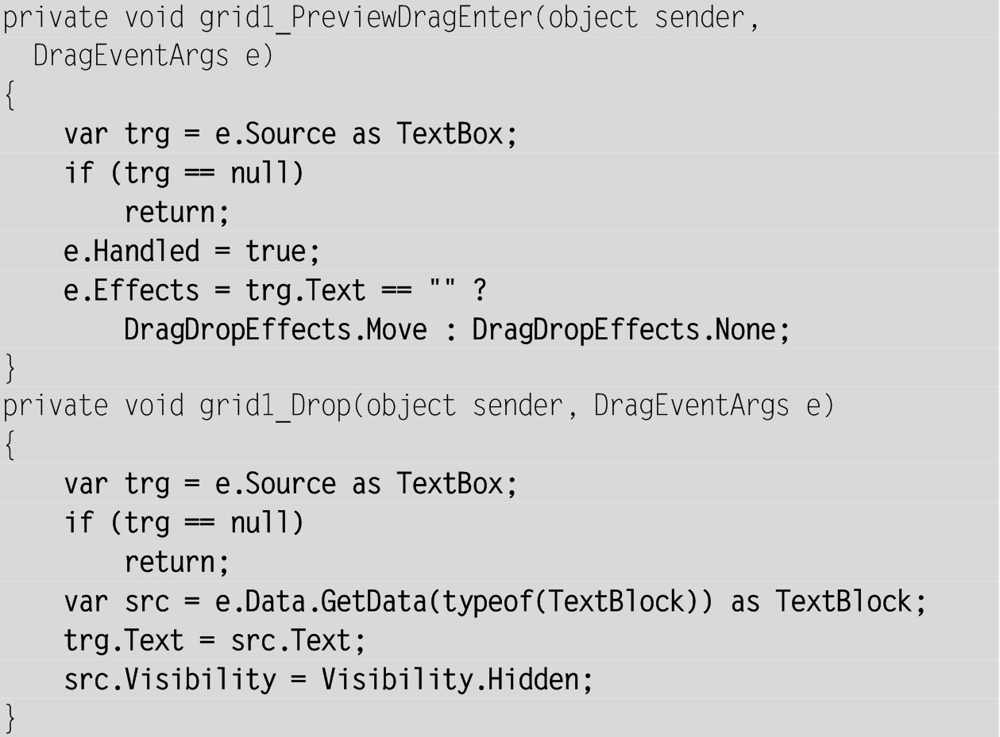 private void grid1_PreviewDragEnter(object sender,
  DragEventArgs e)
{
    var trg = e.Source as TextBox;
    if (trg == null)
        return;
    e.Handled = true;
    e.Effects = trg.Text == "" ?
        DragDropEffects.Move : DragDropEffects.None;
}
private void grid1_Drop(object sender, DragEventArgs e)
{
    var trg = e.Source as TextBox;
    if (trg == null)
        return;
    var src = e.Data.GetData(typeof(TextBlock)) as TextBlock;
    trg.Text = src.Text;
    src.Visibility = Visibility.Hidden;
}